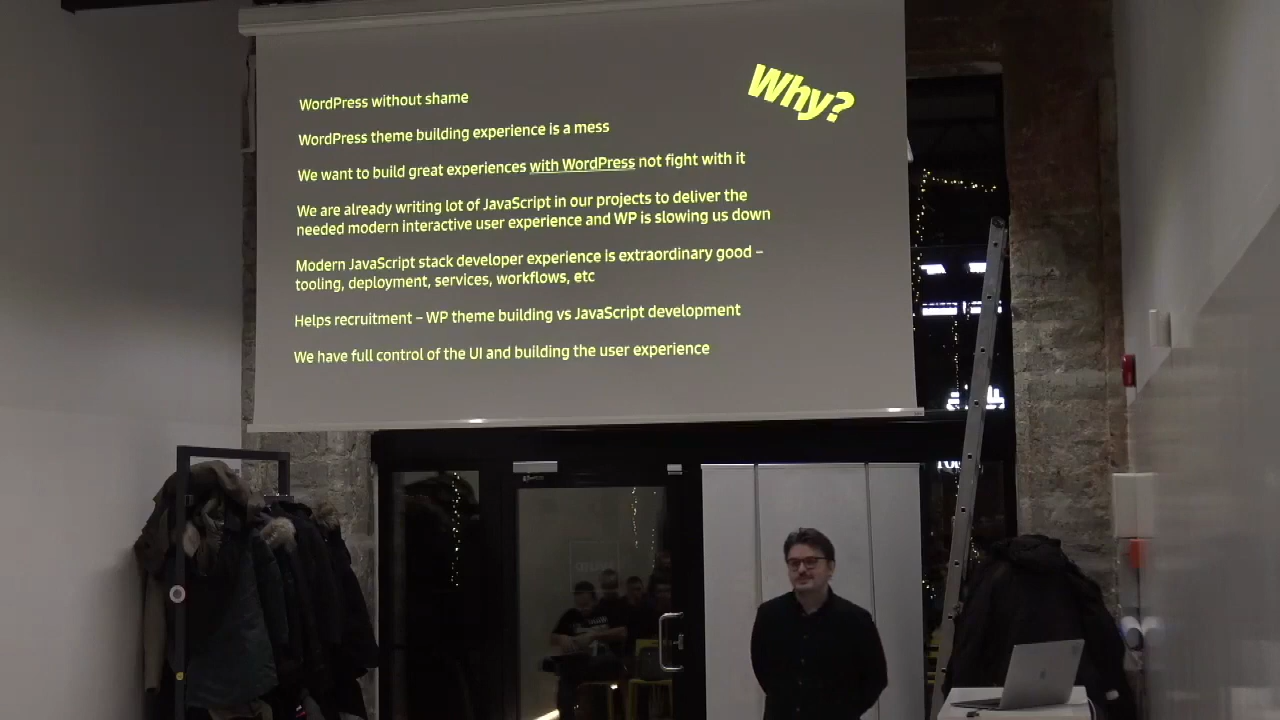 Why?
WordPress without shame
WordPress theme building experience is a mess
We want to build great experiences with WordPress not fight with it
We are already writing lot of JavaScript in our projects to deliver the
needed modern interactive user experience and WP is slowing us down
Modern JavaScript stack developer experience is extraordinary good –
tooling, deployment, services, workflows, etc
Helps recruitment – WP theme building vs JavaScript development
We have full control of the UI and building the user experience